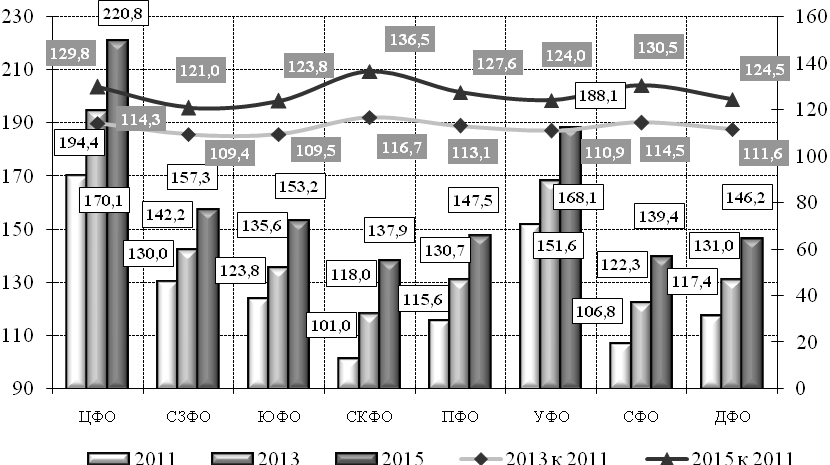 220,8
230 160
129,8 121,0 123,8 136,5 127,6 124,0 130,5 124,5
210 140
188,1
190 120
114,3 109,4 109,5 116,7 113,1 110,9 114,5 111,6
194,4 157,3 153,2 147,5 168,1 139,4 146,2
170 100
170,1 142,2 135,6 137,9 130,7 151,6 122,3 131,0
150 80
130,0 123,8 118,0 115,6 106,8 117,4
130 60
101,0
110 40
20
90 0
ЦФО СЗФО ЮФО СКФО ПФО УФО СФО ДФО
2011 2013 2015 2013 к 2011 2015 к 2011